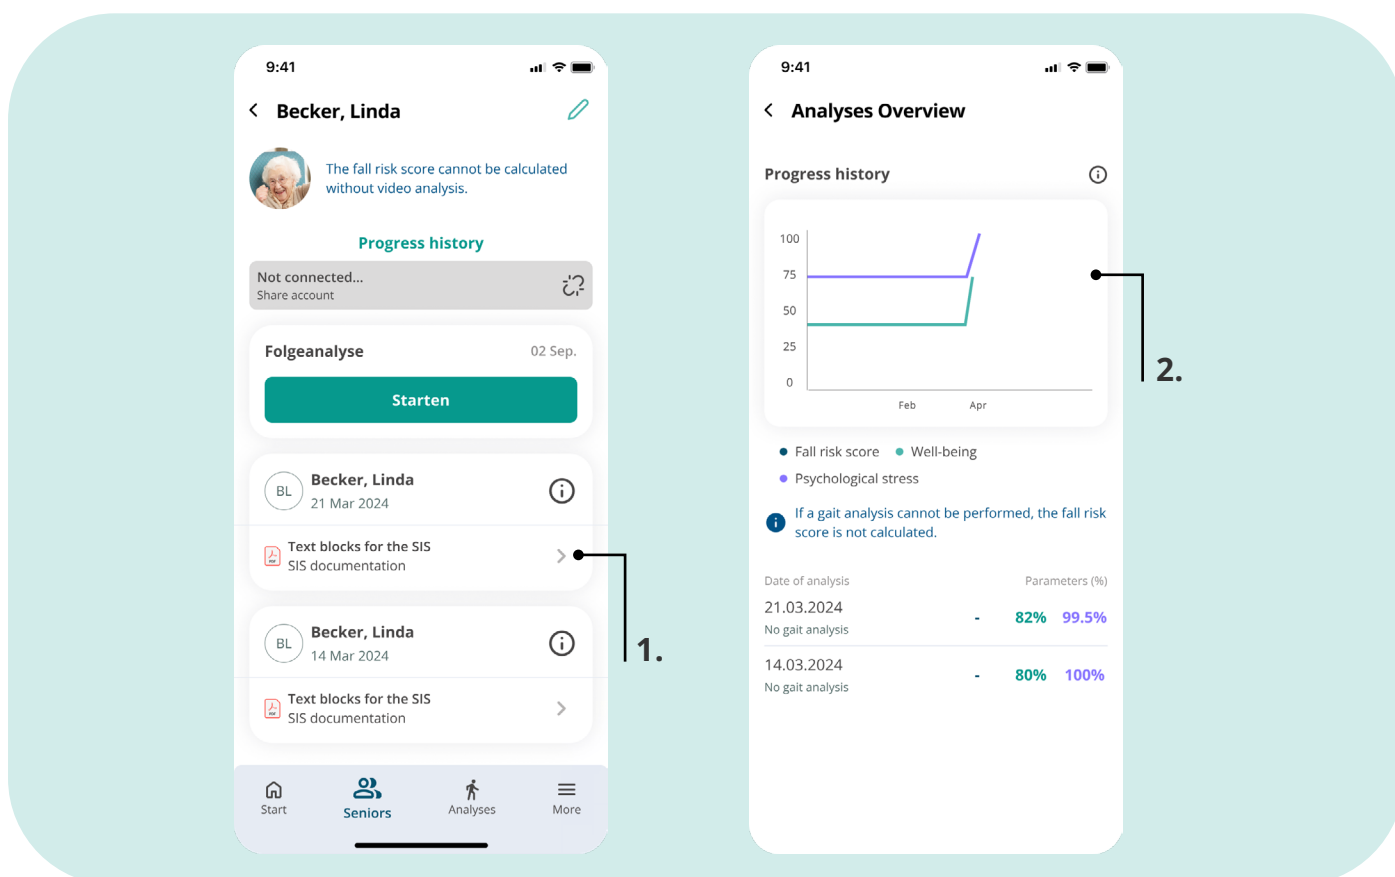 9:41
Becker, Linda
The fall risk score cannot be calculated
without video analysis.
Progress history
Not connected...
Share account
Folgeanalyse 02 Sep.
Starten
BL
Becker, Linda
21 Mar 2024
Text blocks for the SIS
PDF
SIS documentation
1.
BL
Becker, Linda
14 Mar 2024
Text blocks for the SIS
PDF
SIS documentation
Start
Seniors
Analyses
More
9:41
Analyses Overview
Progress history
100
75
50
25
0
Feb Apr
2.
Fall risk score Well-being
Psychological stress
If a gait analysis cannot be performed, the fall risk
score is not calculated.
Date of analysis Parameters (%)
21.03.2024
No gait analysis
- 82% 99.5%
14.03.2024
No gait analysis
- 80% 100%